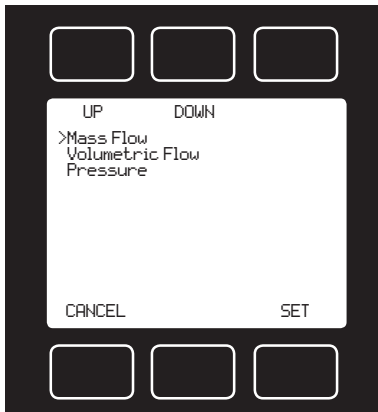 UP DOWN
>Mass Flow
Volumetric Flow
Pressure
CANCEL SET